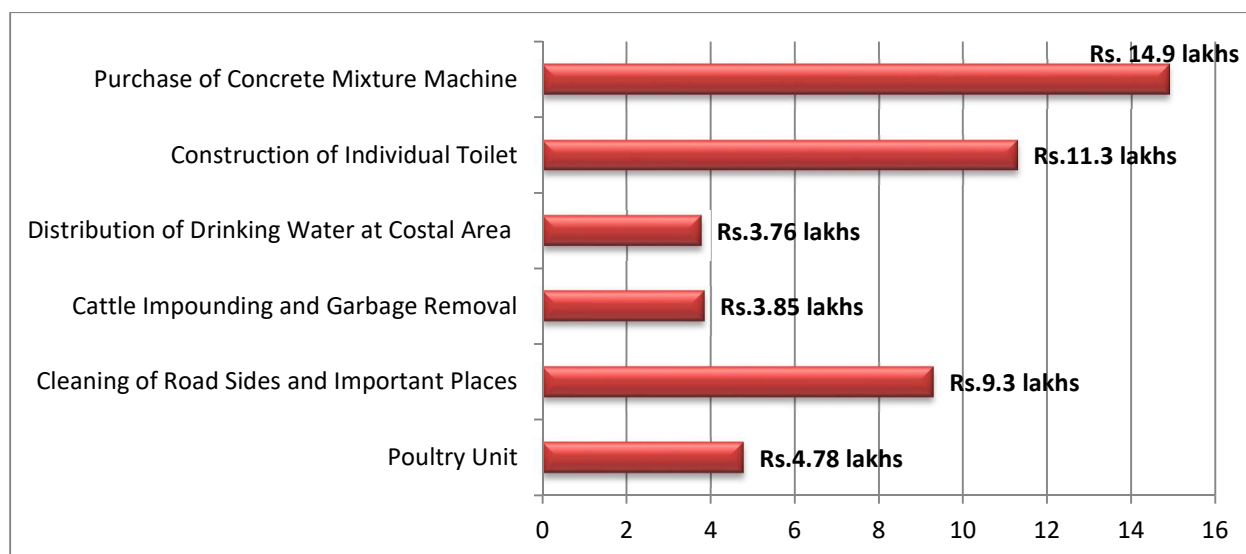 Rs. 14.9 lakhs
Purchase of Concrete Mixture Machine
Construction of Individual Toilet
Rs.11.3 lakhs
Distribution of Drinking Water at Costal Area
Rs.3.76 lakhs
Cattle Impounding and Garbage Removal
Rs.3.85 lakhs
Cleaning of Road Sides and Important Places
Rs.9.3 lakhs
Poultry Unit
Rs.4.78 lakhs
0 2 4 6 8 10 12 14 16